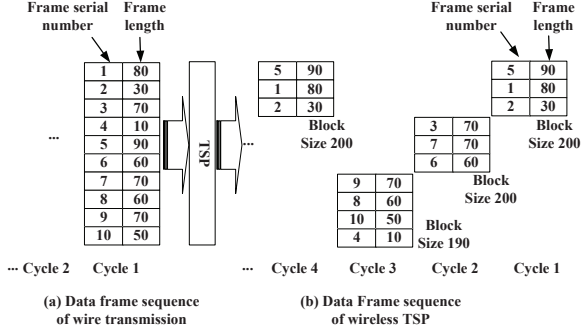 Frame serial number
Frame length
1 80
2 30
3 70
4 10
5 90
6 60
7 70
8 60
9 70
10 50
...
TSP
...
5 90
1 80
2 30
Block
Size 200
9 70
8 60
10 50
4 10
Block
Size 190
3 70
7 70
6 60
Block
Size 200
Frame serial number
Frame length
5 90
1 80
2 30
Block
Size 200
... Cycle 2 Cycle 1
... Cycle 4 Cycle 3 Cycle 2 Cycle 1
(a) Data frame sequence
of wire transmission
(b) Data Frame sequence
of wireless TSP